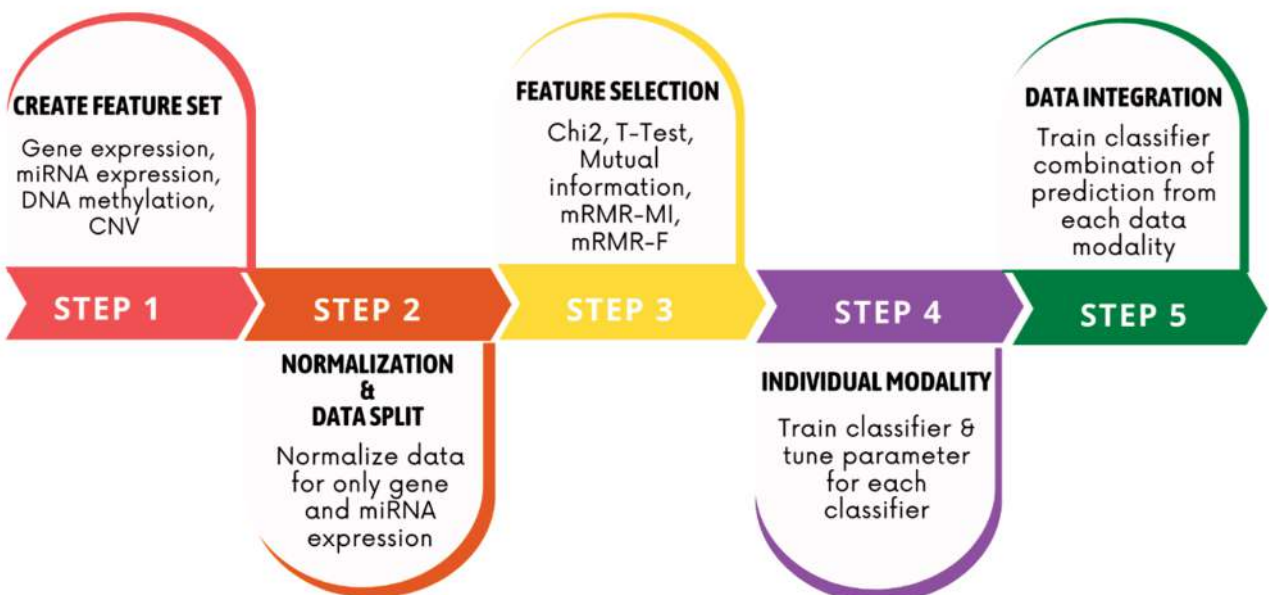 CREATE FEATURE SET
Gene expression,
miRNA expression,
DNA methylation,
CNV
STEP 1
STEP 2
NORMALIZATION
&
DATA SPLIT
Normalize data
for only gene
and miRNA
expression
FEATURE SELECTION
Chi2, T-Test,
Mutual
information,
mRMR-MI,
mRMR-F
STEP 3
STEP 4
INDIVIDUAL MODALITY
Train classifier &
tune parameter
for each
classifier
DATA INTEGRATION
Train classifier
combination of
prediction from
each data
modality
STEP 5